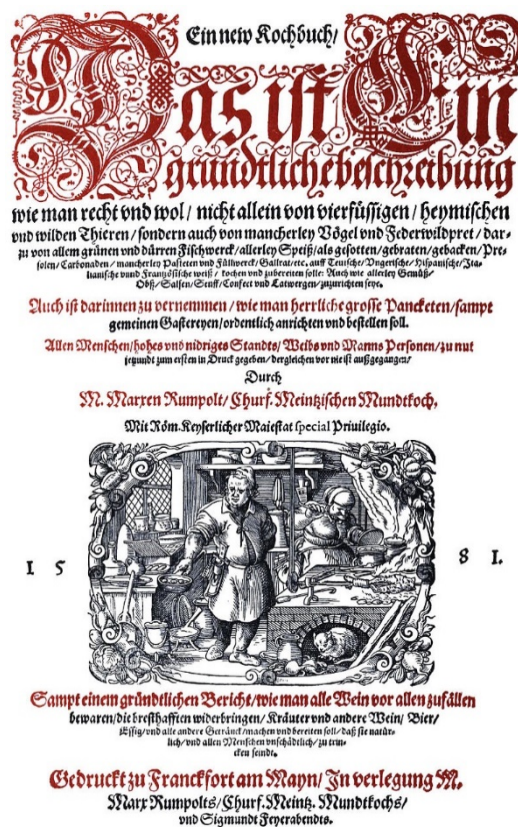 Ein new Kochbuch/
Das ist Ein
gründtliche beschreibung
wie man recht vnd wol / nicht allein von vierfüssigen / heymischen
vnd wilden Thieren / sondern auch von mancherley Vögel vnd Federwildpret / dar-
zu von allem grünen vnd dürren Fischwerck / allerley Speiß / als gesotten / gebraten / gebacken / Pre-
solen / Carbonaden / mancherley Pasteten vnd Füllwerck / Gallrat / etc. auff Teutsche / Vngerische / Hispanische / Ita-
lianische vnnd Frantzösische weiß / kochen vnd zubereiten solle: Auch wie allerley Gemüß /
Obß / Salsen / Senff / Confect vnd Latwergen / zuzurichten seye.
Auch ist darinnen zu vernemmen / wie man herrliche grosse Pancketen / sampt
gemeinen Gastereyen / ordentlich anrichten vnd bestellen soll.
Allen Menschen / hohes vnd nidriges Standts / Weibs vnd Manns Personen / zu nut
jetzundt zum ersten in Druck gegeben / dergleichen vor nie ist außgegangen /
Durch
M. Marxen Rumpolt / Churf. Meintzischen Mundtkoch.
Mit Röm. Keyserlicher Maiestat special Priuilegio.
1 5 8 1.
Sampt einem gründtlichen Bericht / wie man alle Wein vor allen zufällen
bewaren / die bresthafften widerbringen / Kräuter vnd andere Wein / Bier /
Essig / vnd alle andere Getränck / machen vnd bereiten soll / daß sie natür-
lich / vnd allen Menschen vnschädtlich / zu trin-
cken seindt.
Gedruckt zu Franckfort am Mayn / In verlegung M.
Marx Rumpolts / Churf. Meintz. Mundtkochs /
vnd Sigmundt Feyerabendts.